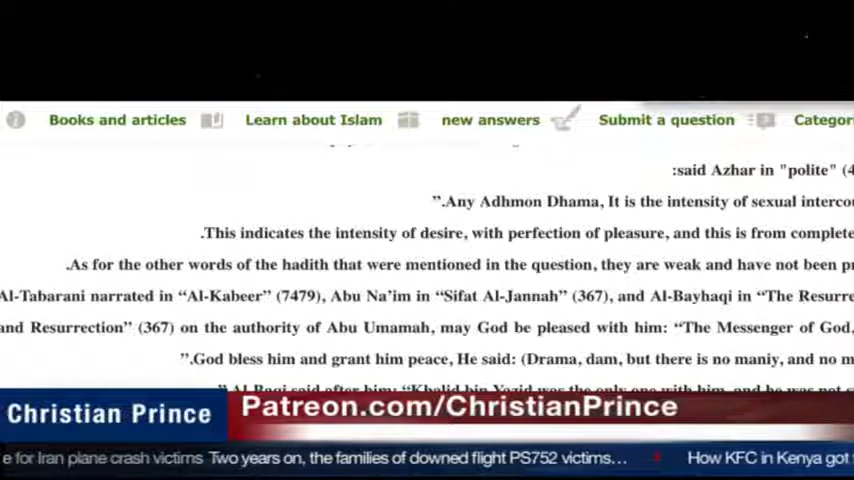 Books and articles Learn about Islam new answers Submit a question
:said Azhar in "polite" (4
".Any Adhmon Dhama, It is the intensity of sexual
.This indicates the intensity of desire, with perfection of pleasure, and this is from
.As for the other words of the hadith that were mentioned in the question, they are weak and have not been
Al-Tabarani narrated in “Al-Kabeer” (7479), Abu Na’im in “Sifat Al-Jannah” (367), and Al-Bayhaqi in “The
and Resurrection” (367) on the authority of Abu Umamah, may God be pleased with him: “The Messenger of God,
”.God bless him and grant him peace, He said: (Drama, dam, but there is no maniy, and no
Christian Prince
Patreon.com/ChristianPrince
e for Iran plane crash victims Two years on, the families of downed flight PS752 victims... How KFC in Kenya got